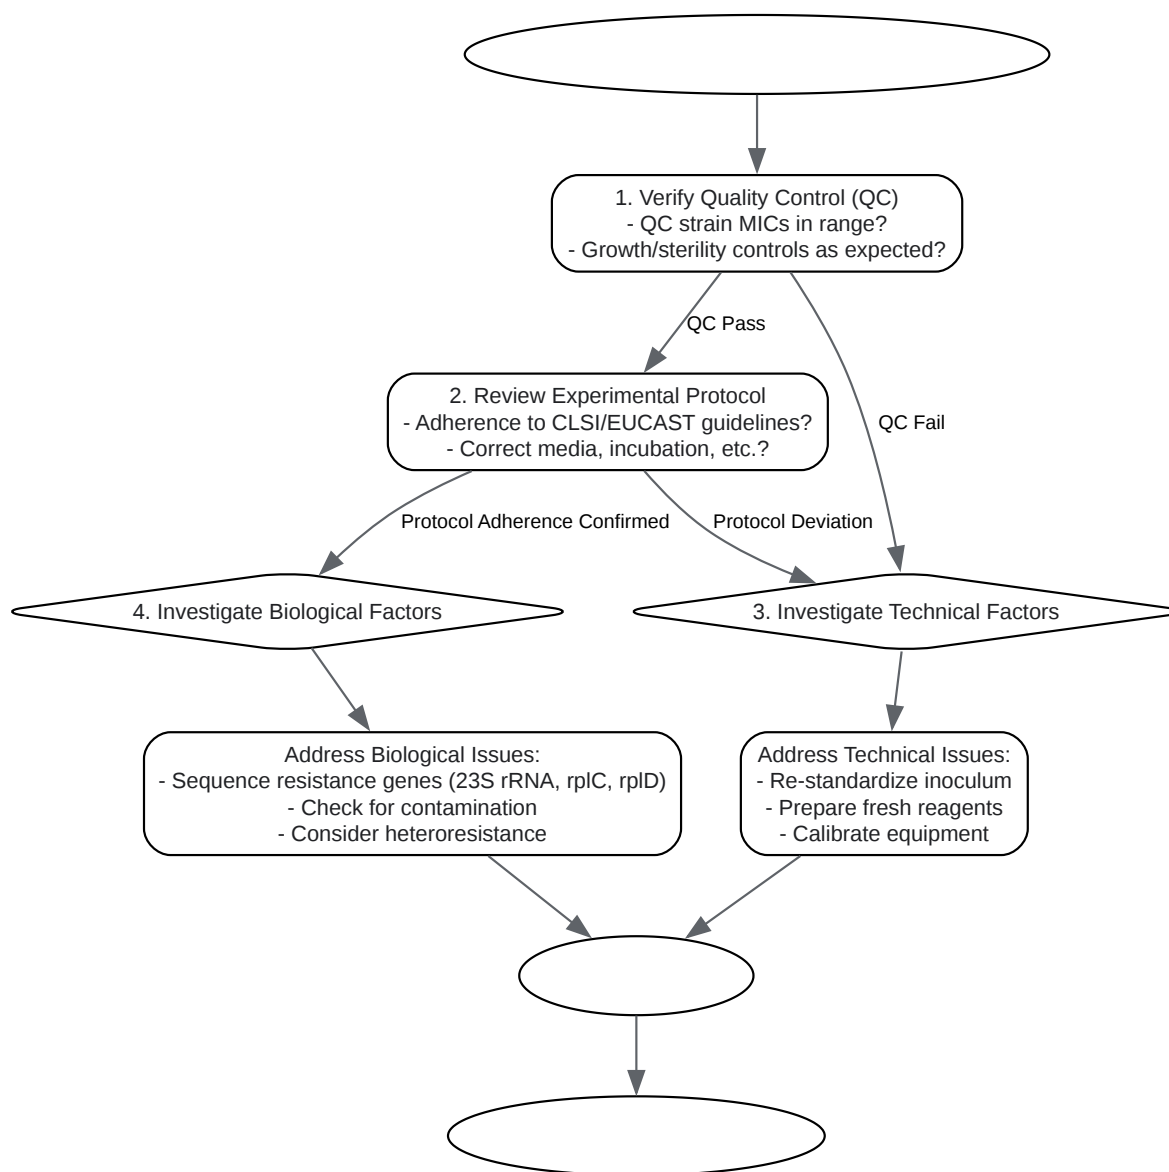 1. Verify Quality Control (QC)
- QC strain MICs in range?
- Growth/sterility controls as expected?
QC Pass
2. Review Experimental Protocol
- Adherence to CLSI/EUCAST guidelines?
- Correct media, incubation, etc.?
QC Fail
Protocol Adherence Confirmed
Protocol Deviation
4. Investigate Biological Factors
3. Investigate Technical Factors
Address Biological Issues:
- Sequence resistance genes (23S rRNA, rplC, rplD)
- Check for contamination
- Consider heteroresistance
Address Technical Issues:
- Re-standardize inoculum
- Prepare fresh reagents
- Calibrate equipment